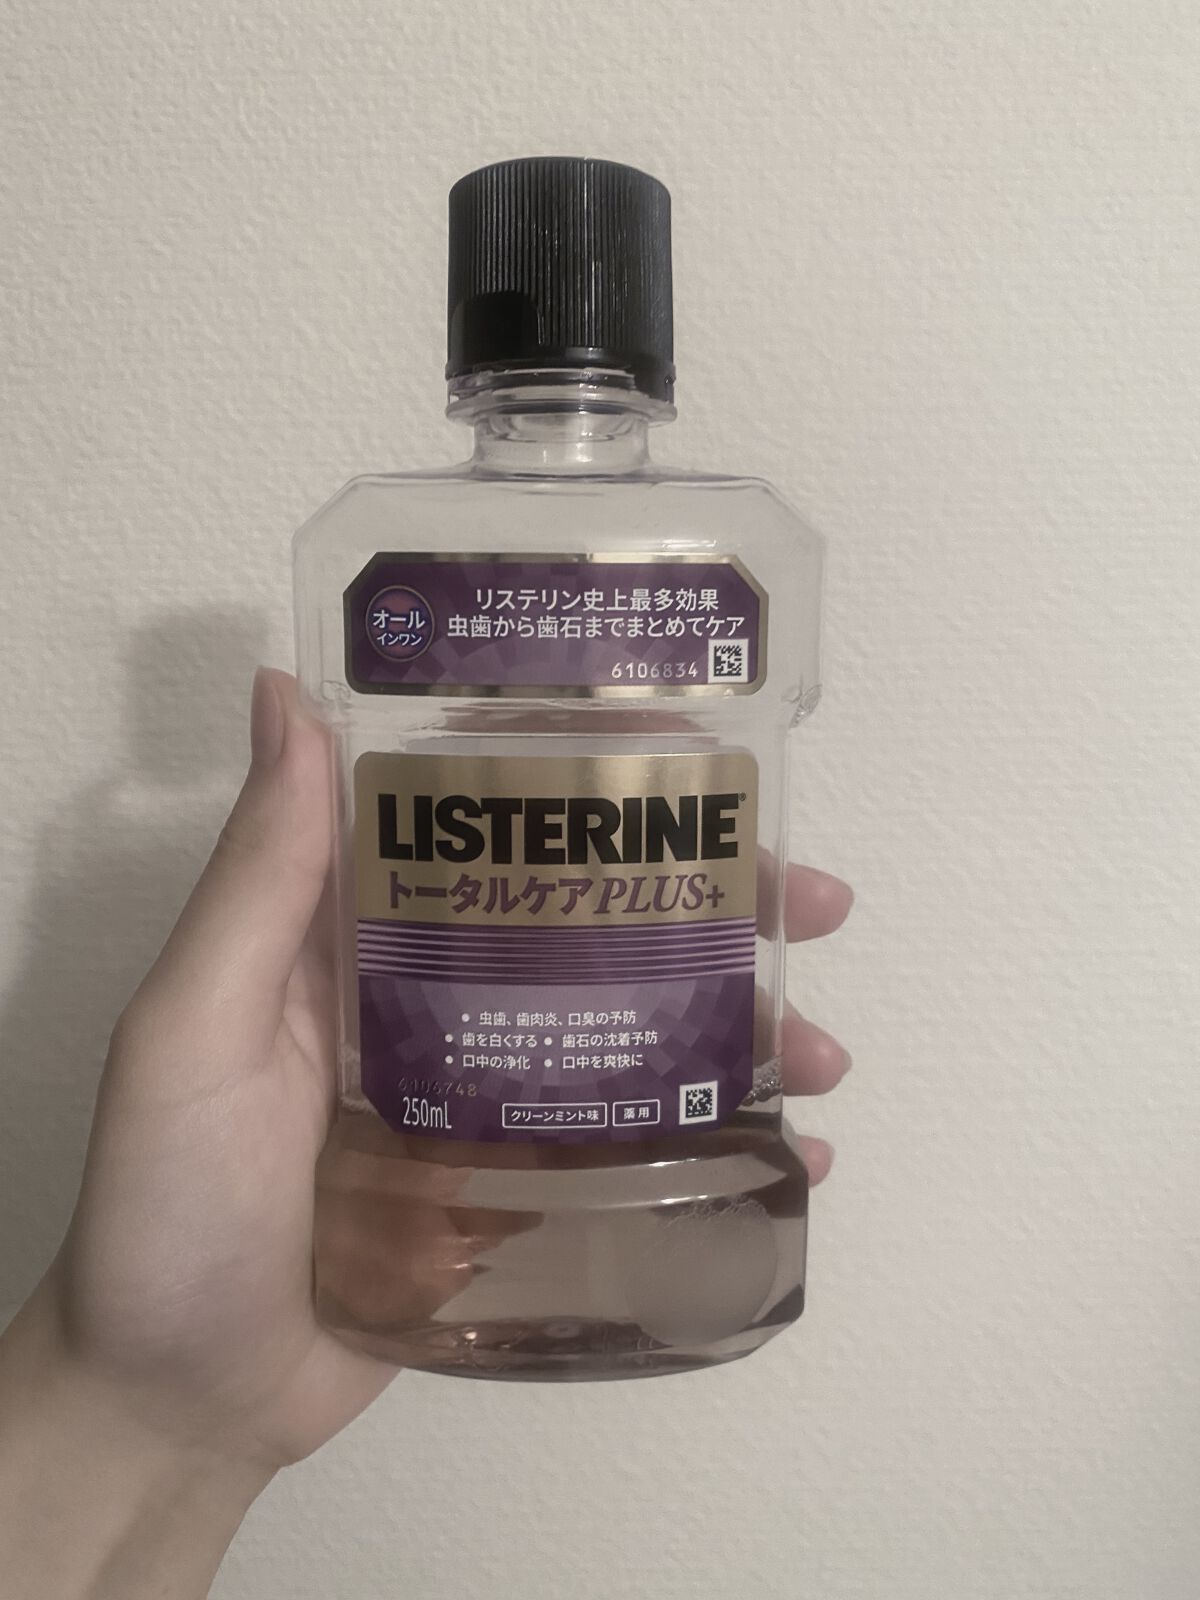 オール
インワン
リステリン史上最多効果
虫歯から歯石までまとめてケア
6106834
LISTERINE®
トータルケアPLUS+
• 虫歯、歯肉炎、口臭の予防
• 歯を白くする • 歯石の沈着予防
• 口中の浄化 • 口中を爽快に
6106748
250mL
クリーンミント味 薬用